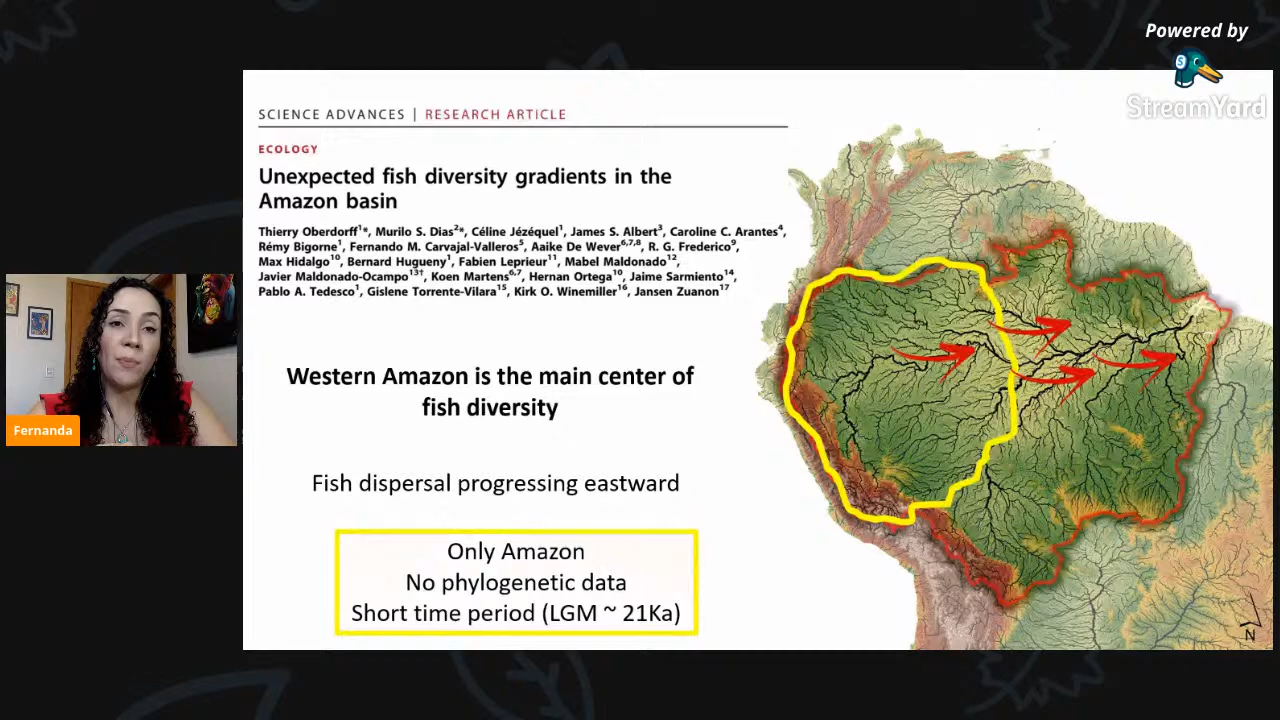 Powered by
StreamYard
SCIENCE ADVANCES | RESEARCH ARTICLE
ECOLOGY
Unexpected fish diversity gradients in the
Amazon basin
Thierry Oberdorff1*, Murilo S. Dias2*, Céline Jézéquel1, James S. Albert3, Caroline C. Arantes4,
Rémy Bigorne1, Fernando M. Carvajal-Valleros5, Aaike De Wever6,7,8, R. G. Frederico9,
Max Hidalgo10, Bernard Hugueny1, Fabien Leprieur11, Mabel Maldonado12,
Javier Maldonado-Ocampo13†, Koen Martens6,7, Hernan Ortega10, Jaime Sarmiento14,
Pablo A. Tedesco1, Gislene Torrente-Vilara15, Kirk O. Winemiller16, Jansen Zuanon17
Western Amazon is the main center of
fish diversity
Fernanda
Fish dispersal progressing eastward
Only Amazon
No phylogenetic data
Short time period (LGM ~ 21Ka)
N